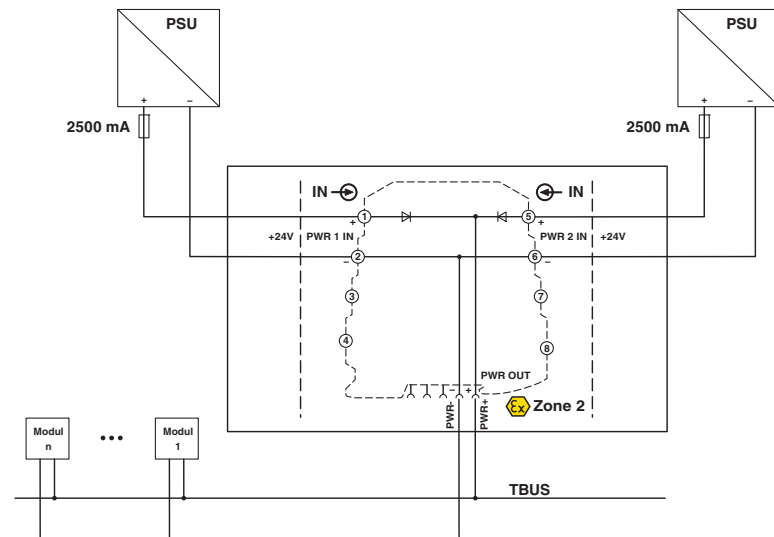 PSU
PSU
+ −
+ −
2500 mA
2500 mA
IN
IN
1
5
+
+
+24V
PWR 1 IN
PWR 2 IN
+24V
−
2
6
−
3
7
4
8
PWR OUT
− +
Ex Zone 2
PWR-
PWR+
Modul
n
•••
Modul
1
TBUS